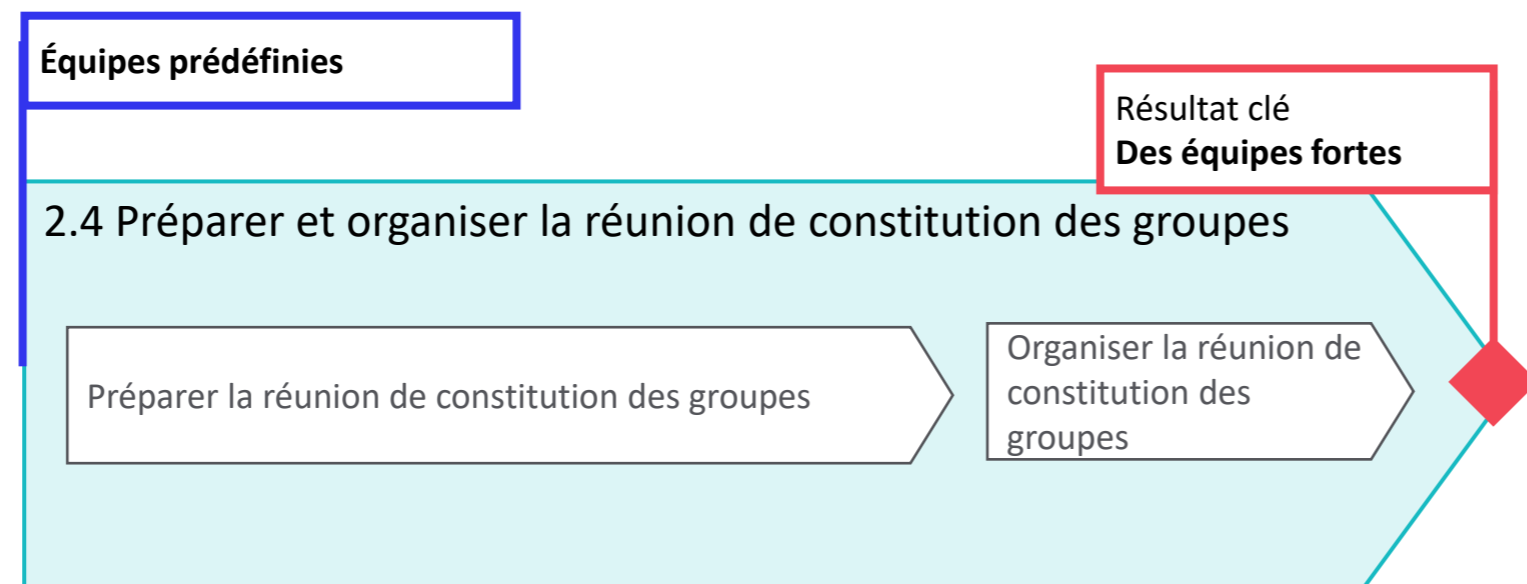 Équipes prédéfinies
Résultat clé
Des équipes fortes
2.4 Préparer et organiser la réunion de constitution des groupes
Préparer la réunion de constitution des groupes
Organiser la réunion de
constitution des
groupes